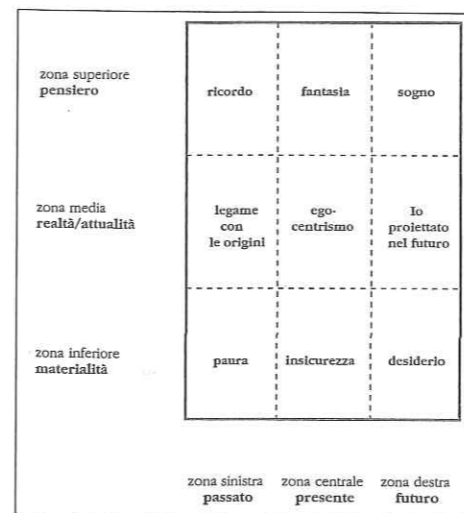 zona superiore
pensiero
ricordo
fantasia
sogno
zona media
realtà/attualità
legame
con
le origini
ego-
centrismo
Io
proiettato
nel futuro
zona inferiore
materialità
paura
insicurezza
desiderio
zona sinistra
passato
zona centrale
presente
zona destra
futuro